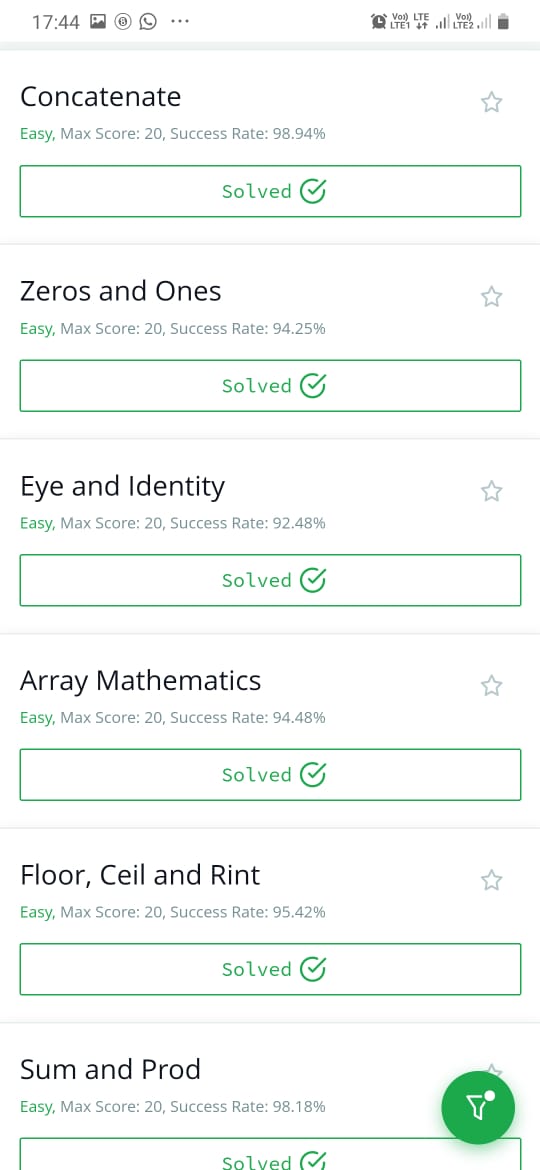 17:44
Vo) LTE
LTE1
Vo)
LTE2
Concatenate
Easy, Max Score: 20, Success Rate: 98.94%
Solved
Zeros and Ones
Easy, Max Score: 20, Success Rate: 94.25%
Solved
Eye and Identity
Easy, Max Score: 20, Success Rate: 92.48%
Solved
Array Mathematics
Easy, Max Score: 20, Success Rate: 94.48%
Solved
Floor, Ceil and Rint
Easy, Max Score: 20, Success Rate: 95.42%
Solved
Sum and Prod
Easy, Max Score: 20, Success Rate: 98.18%
Solved